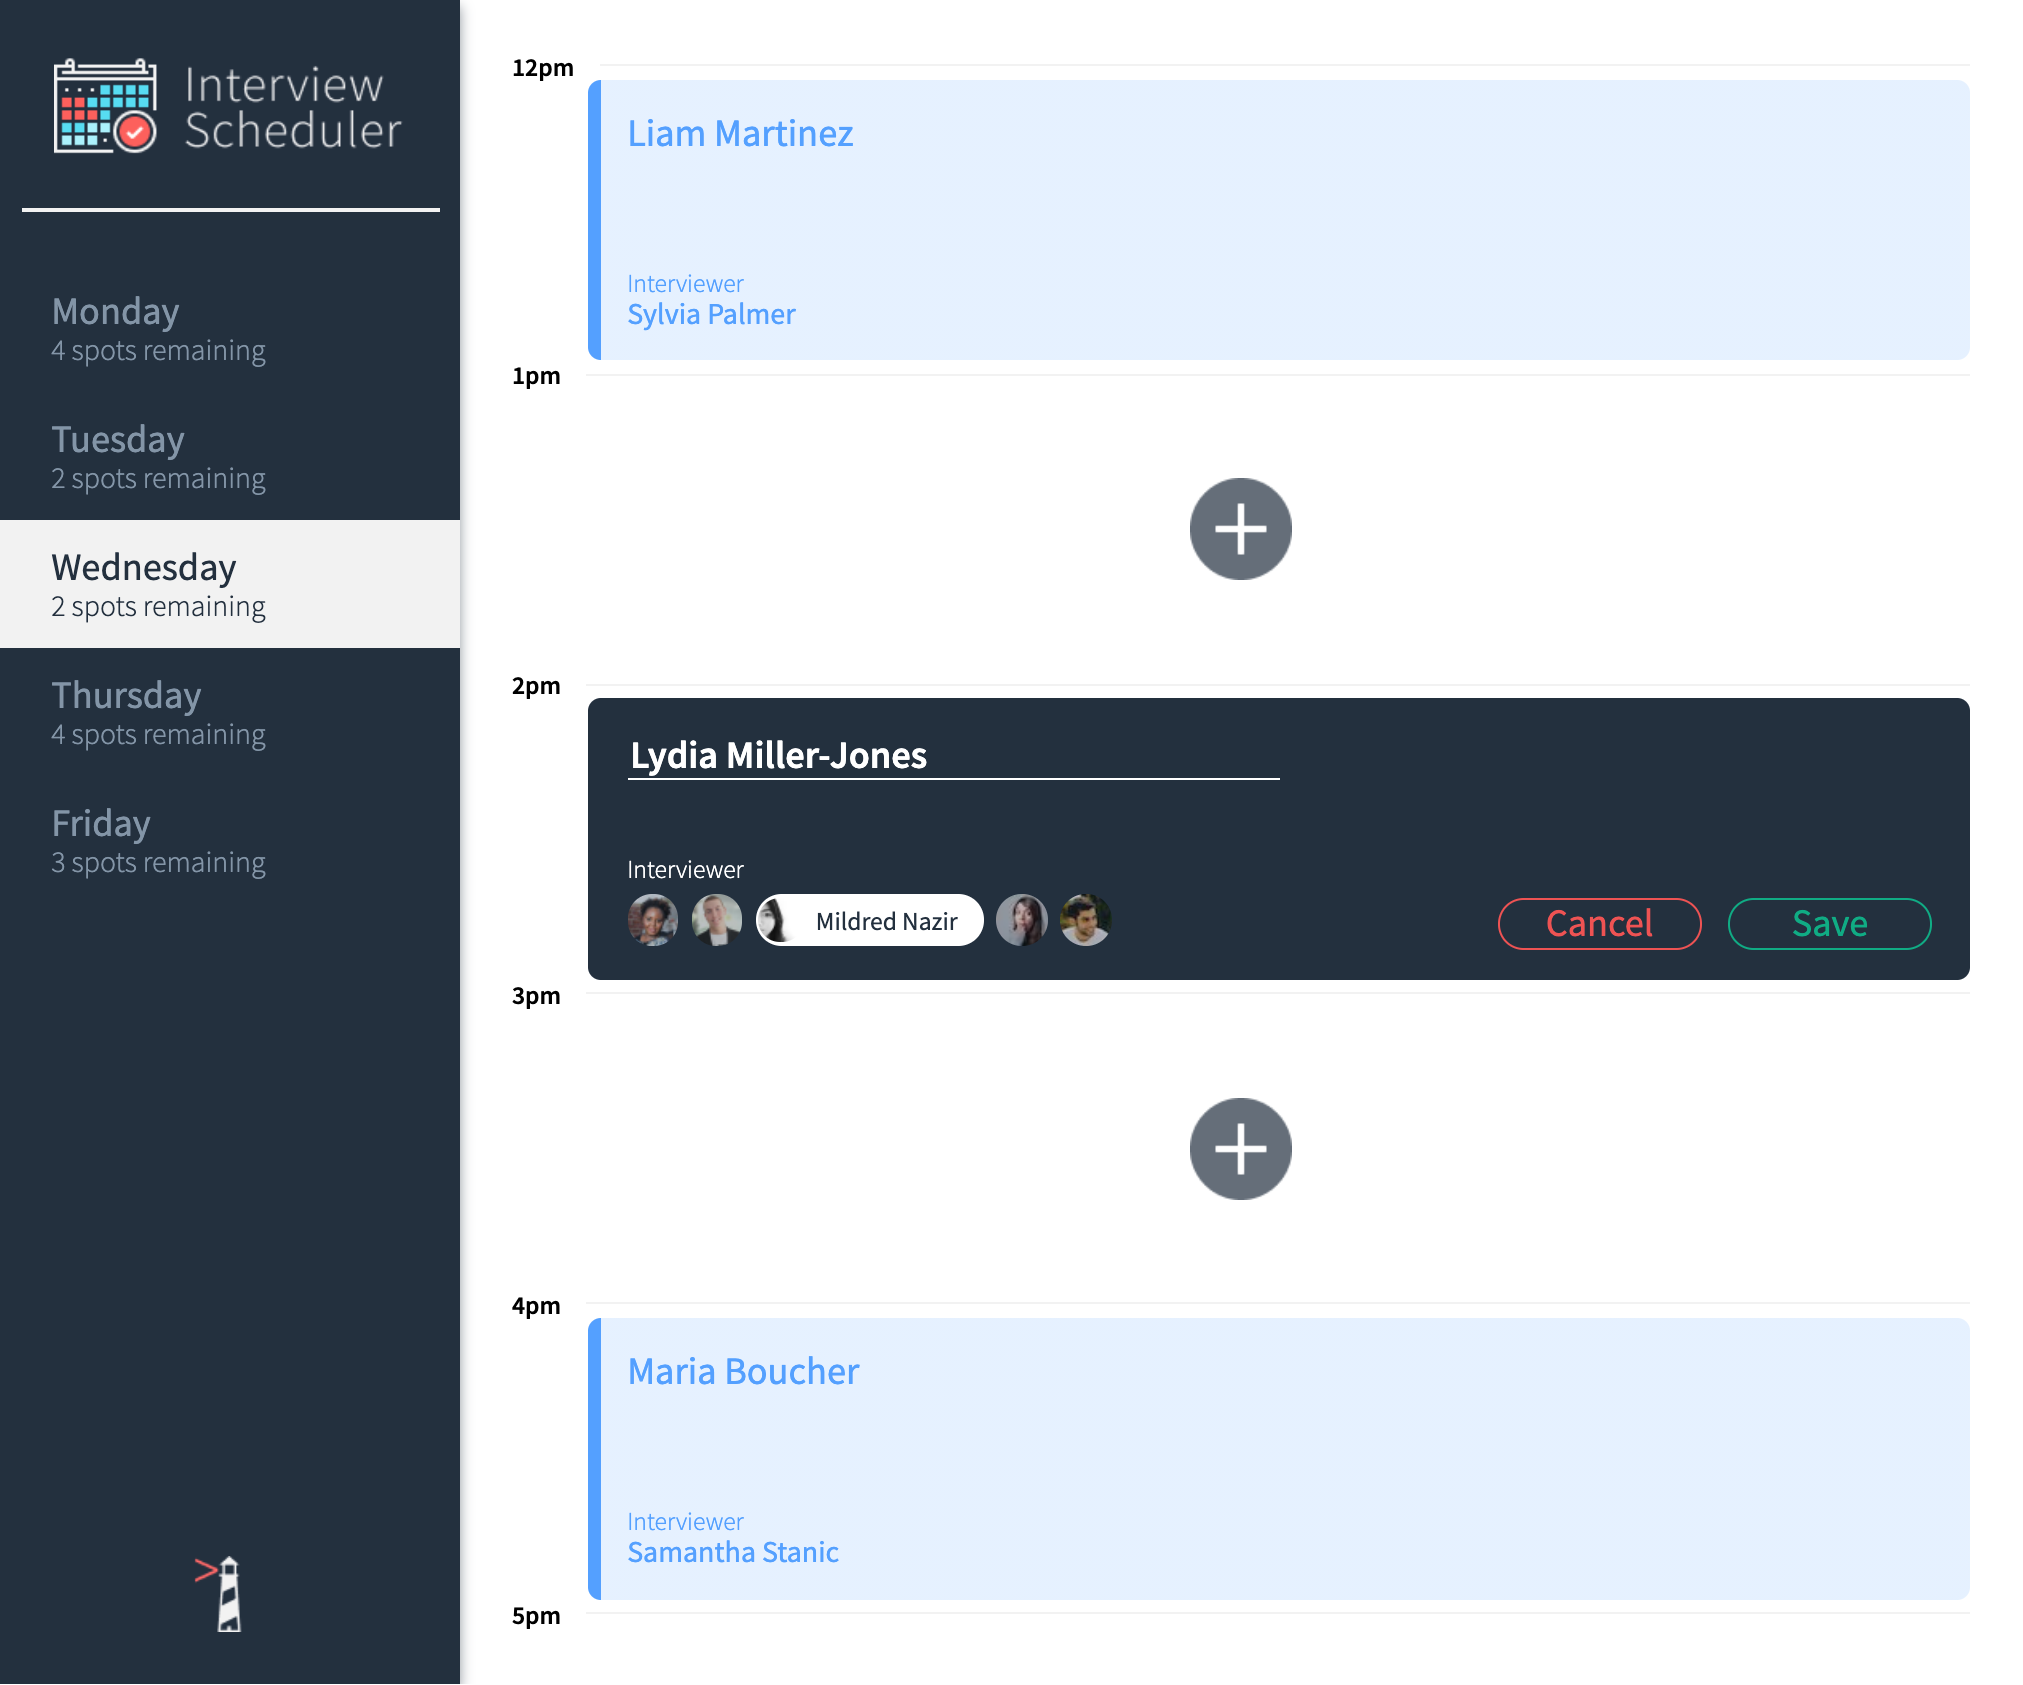 Interview
Scheduler
Monday
4 spots remaining
Tuesday
2 spots remaining
Wednesday
2 spots remaining
Thursday
4 spots remaining
Friday
3 spots remaining
12pm
Liam Martinez
Interviewer
Sylvia Palmer
1pm
2pm
Lydia Miller-Jones
Interviewer
Mildred Nazir
Cancel
Save
3pm
4pm
Maria Boucher
Interviewer
Samantha Stanic
5pm